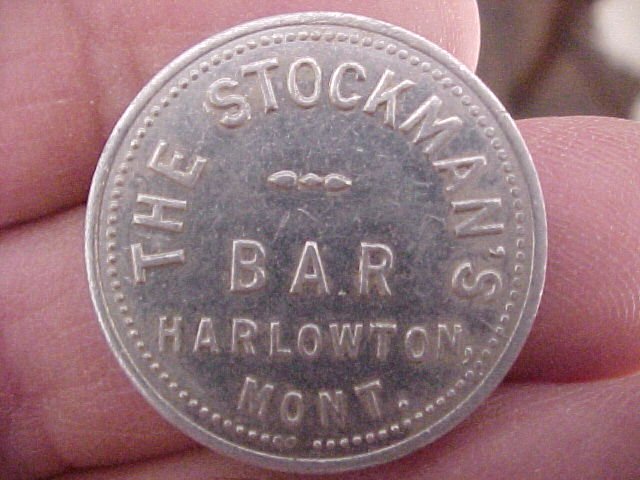 THE STOCKMAN'S
BAR
HARLOWTON,
MONT.